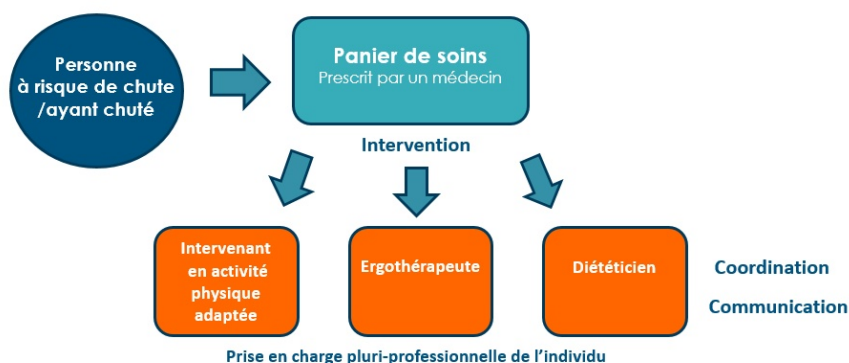 Personne
à risque de chute
/ayant chuté
Panier de soins
Prescrit par un médecin
Intervention
Intervenant
en activité
physique
adaptée
Ergothérapeute
Diététicien
Coordination
Communication
Prise en charge pluri-professionnelle de l'individu